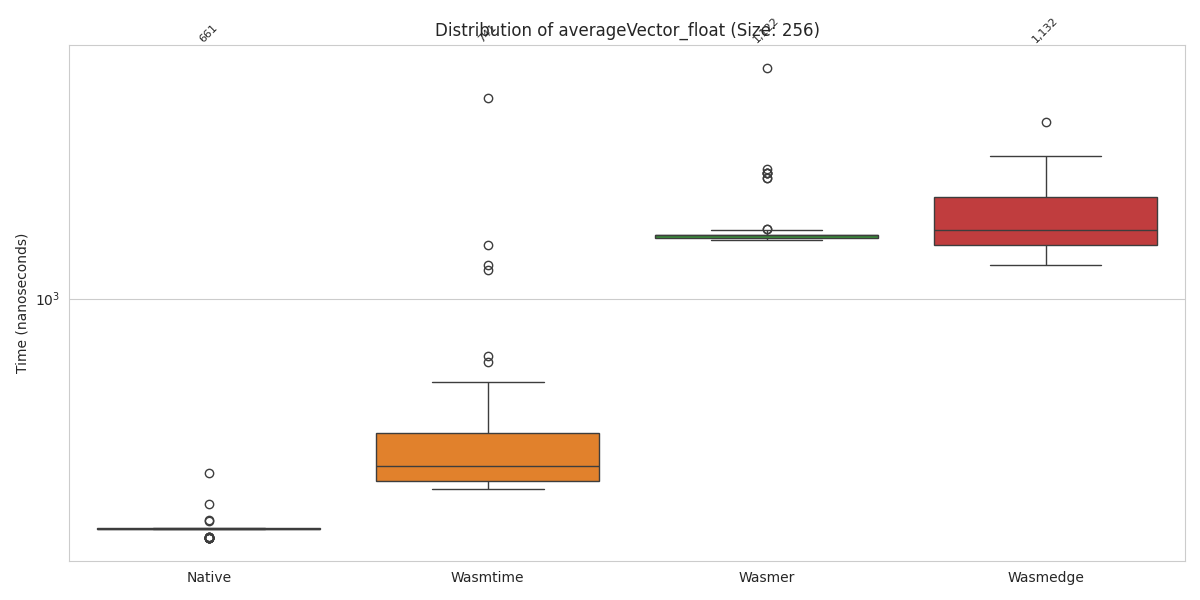 Distribution of averageVector_float (Size: 256)
661
1,132
Time (nanoseconds)
10³
Native
Wasmtime
Wasmer
Wasmedge